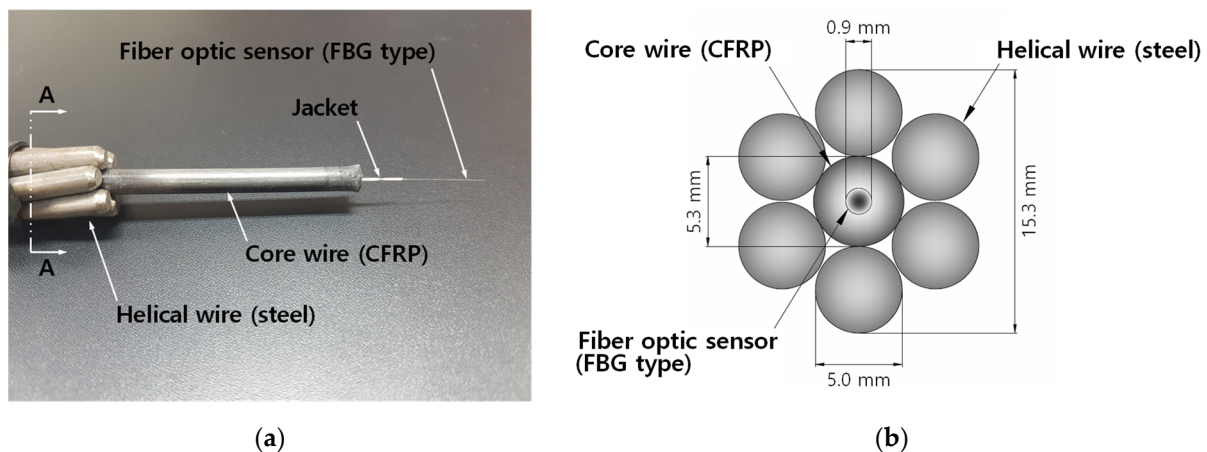 Fiber optic sensor (FBG type)
A
Jacket
Core wire (CFRP)
A
Helical wire (steel)
(a)
0.9 mm
Core wire (CFRP)
Helical wire (steel)
5.3 mm
15.3 mm
Fiber optic sensor
(FBG type)
5.0 mm
(b)